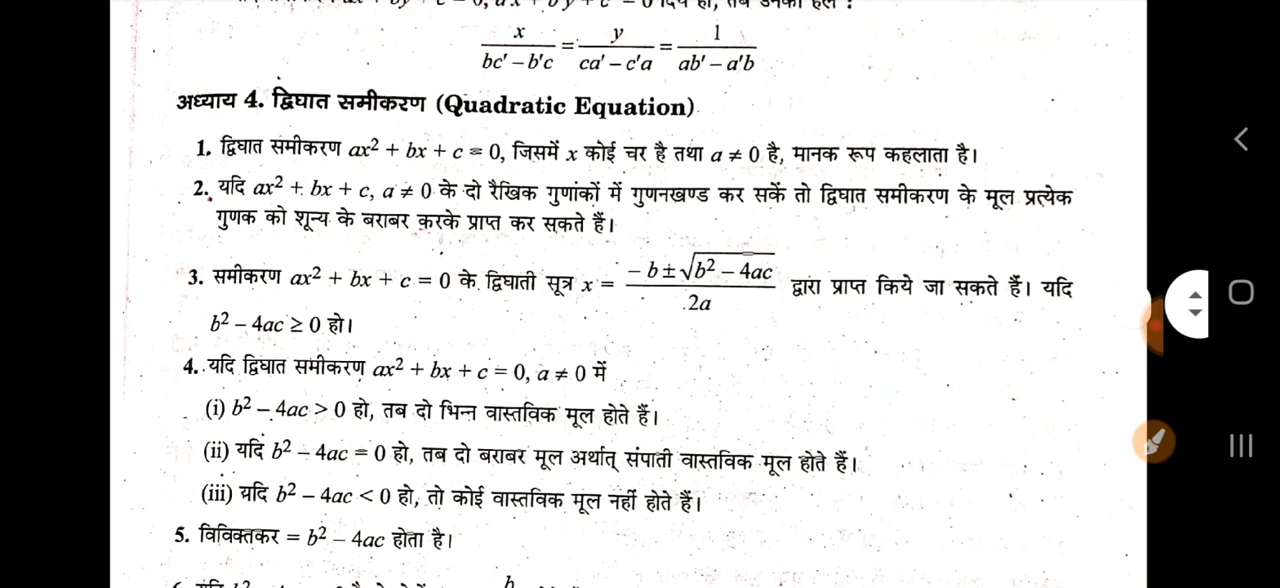 x/(bc′ – b′c) = y/(ca′ – c′a) = 1/(ab′ – a′b)
अध्याय 4. द्विघात समीकरण (Quadratic Equation)
1. द्विघात समीकरण ax² + bx + c = 0, जिसमें x कोई चर है तथा a ≠ 0 है, मानक रूप कहलाता है।
2. यदि ax² + bx + c, a ≠ 0 के दो रैखिक गुणांकों में गुणनखण्ड कर सकें तो द्विघात समीकरण के मूल प्रत्येक
गुणक को शून्य के बराबर करके प्राप्त कर सकते हैं।
3. समीकरण ax² + bx + c = 0 के द्विघाती सूत्र x = (– b ± √(b² – 4ac))/2a द्वारा प्राप्त किये जा सकते हैं। यदि
b² – 4ac ≥ 0 हो।
4. यदि द्विघात समीकरण ax² + bx + c = 0, a ≠ 0 में
(i) b² – 4ac > 0 हो, तब दो भिन्न वास्तविक मूल होते हैं।
(ii) यदि b² – 4ac = 0 हो, तब दो बराबर मूल अर्थात् संपाती वास्तविक मूल होते हैं।
(iii) यदि b² – 4ac < 0 हो, तो कोई वास्तविक मूल नहीं होते हैं।
5. विविक्तकर = b² – 4ac होता है।